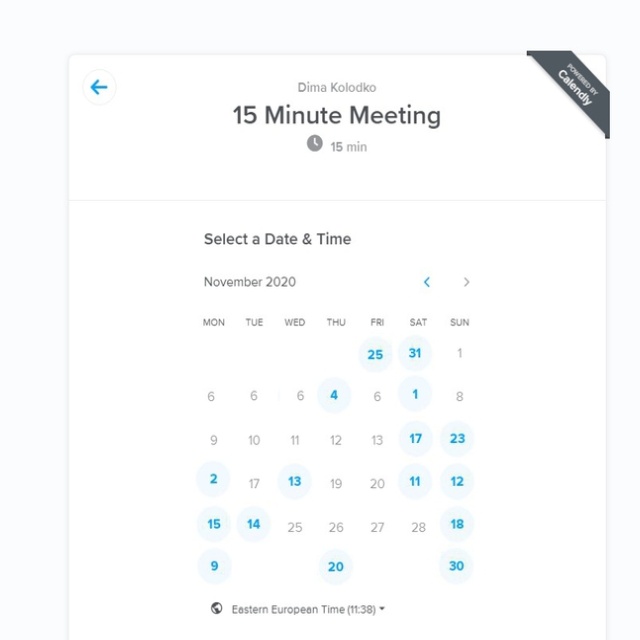 Dima Kolodko
POWERED BY
Calendly
15 Minute Meeting
15 min
Select a Date & Time
November 2020
MON TUE WED THU FRI SAT SUN
25 31 1
6 6 6 4 6 1 8
9 10 11 12 13 17 23
2 17 13 19 20 11 12
15 14 25 26 27 28 18
9 20 30
Eastern European Time (11:38)